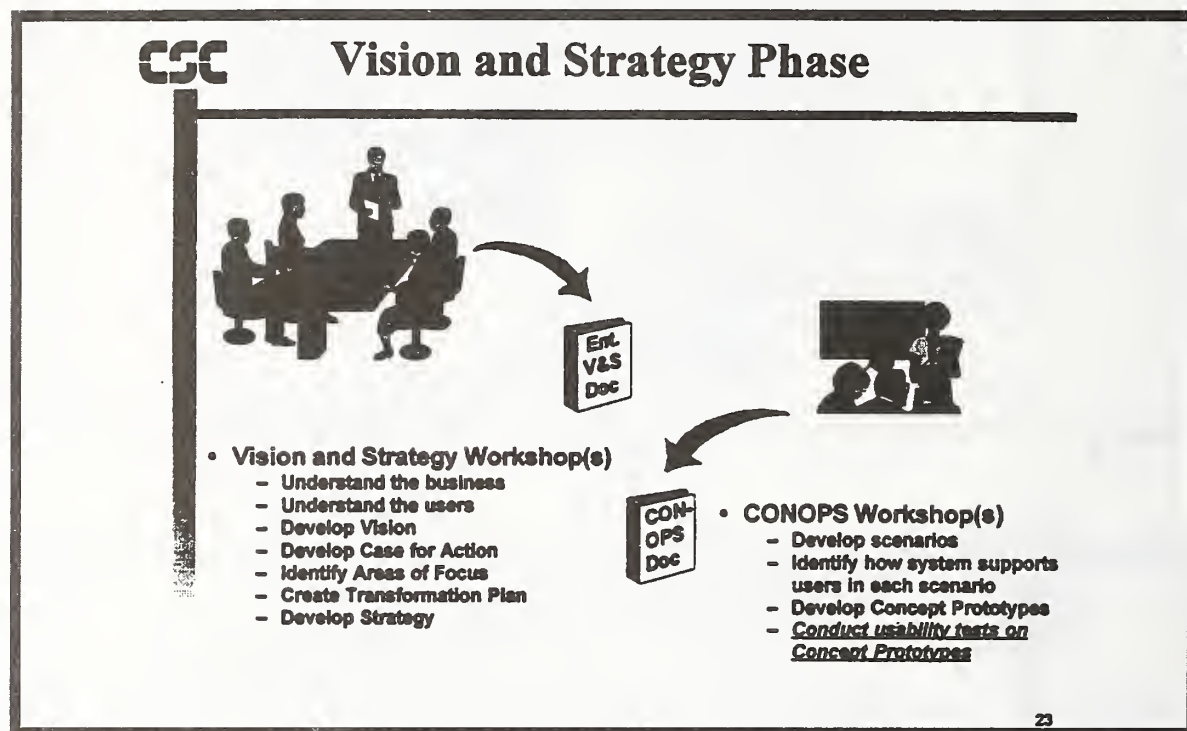 CSC Vision and Strategy Phase
Ent.
V&S
Doc
• Vision and Strategy Workshop(s)
– Understand the business
– Understand the users
– Develop Vision
– Develop Case for Action
– Identify Areas of Focus
– Create Transformation Plan
– Develop Strategy
CON-
OPS
Doc
• CONOPS Workshop(s)
– Develop scenarios
– Identify how system supports
users in each scenario
– Develop Concept Prototypes
– Conduct usability tests on
Concept Prototypes
23